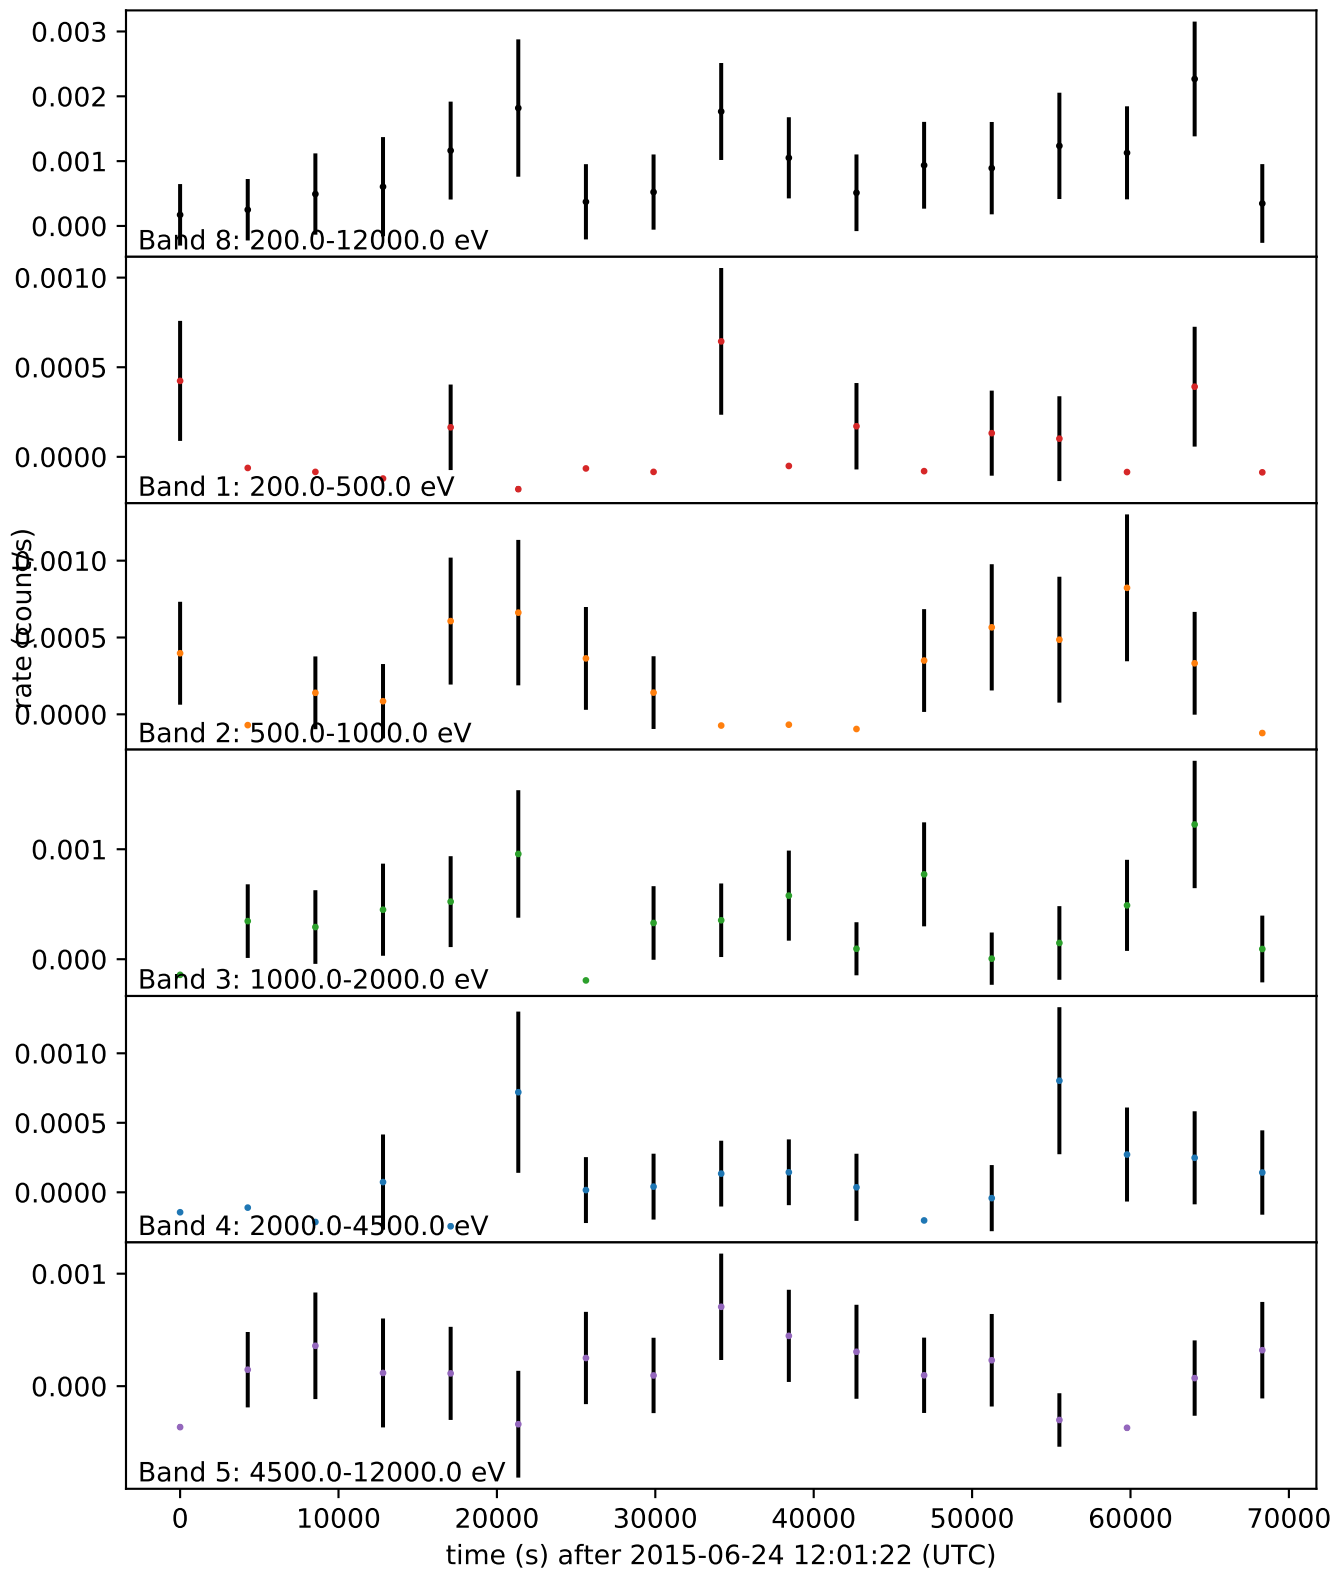 0.003
0.002
0.001
0.000
Band 8: 200.0-12000.0 eV
0.0010
0.0005
0.0000
Band 1: 200.0-500.0 eV
rate (count/s)
0.0010
0.0005
0.0000
Band 2: 500.0-1000.0 eV
0.001
0.000
Band 3: 1000.0-2000.0 eV
0.0010
0.0005
0.0000
Band 4: 2000.0-4500.0 eV
0.001
0.000
Band 5: 4500.0-12000.0 eV
0 10000 20000 30000 40000 50000 60000 70000
time (s) after 2015-06-24 12:01:22 (UTC)